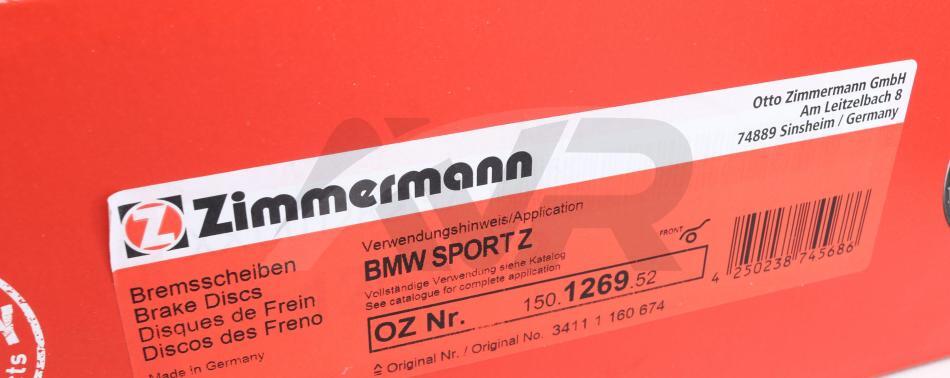 Otto Zimmermann GmbH
Am Leitzelbach 8
74889 Sinsheim / Germany
Z Zimmermann
Bremsscheiben
Brake Discs
Disques de Frein
Discos del Freno
Made in Germany
Verwendungshinweis/Application
BMW SPORT Z
Vollständige Verwendung siehe Katalog
See catalogue for complete application
OZ Nr. 150.1269.52
≙ Original Nr. / Original No. 3411 1 160 674
FRONT
4 250238 745686
AVR